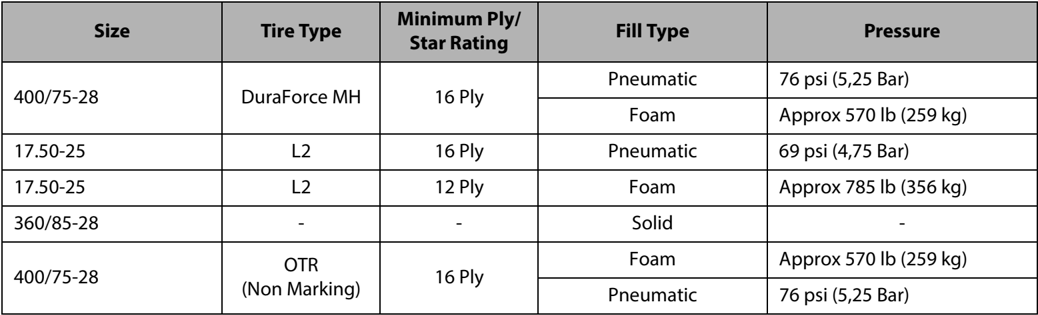 Size Tire Type Minimum Ply/ Star Rating Fill Type Pressure
400/75-28 DuraForce MH 16 Ply Pneumatic 76 psi (5,25 Bar)
Foam Approx 570 lb (259 kg)
17.50-25 L2 16 Ply Pneumatic 69 psi (4,75 Bar)
17.50-25 L2 12 Ply Foam Approx 785 lb (356 kg)
360/85-28 - - Solid -
400/75-28 OTR (Non Marking) 16 Ply Foam Approx 570 lb (259 kg)
Pneumatic 76 psi (5,25 Bar)